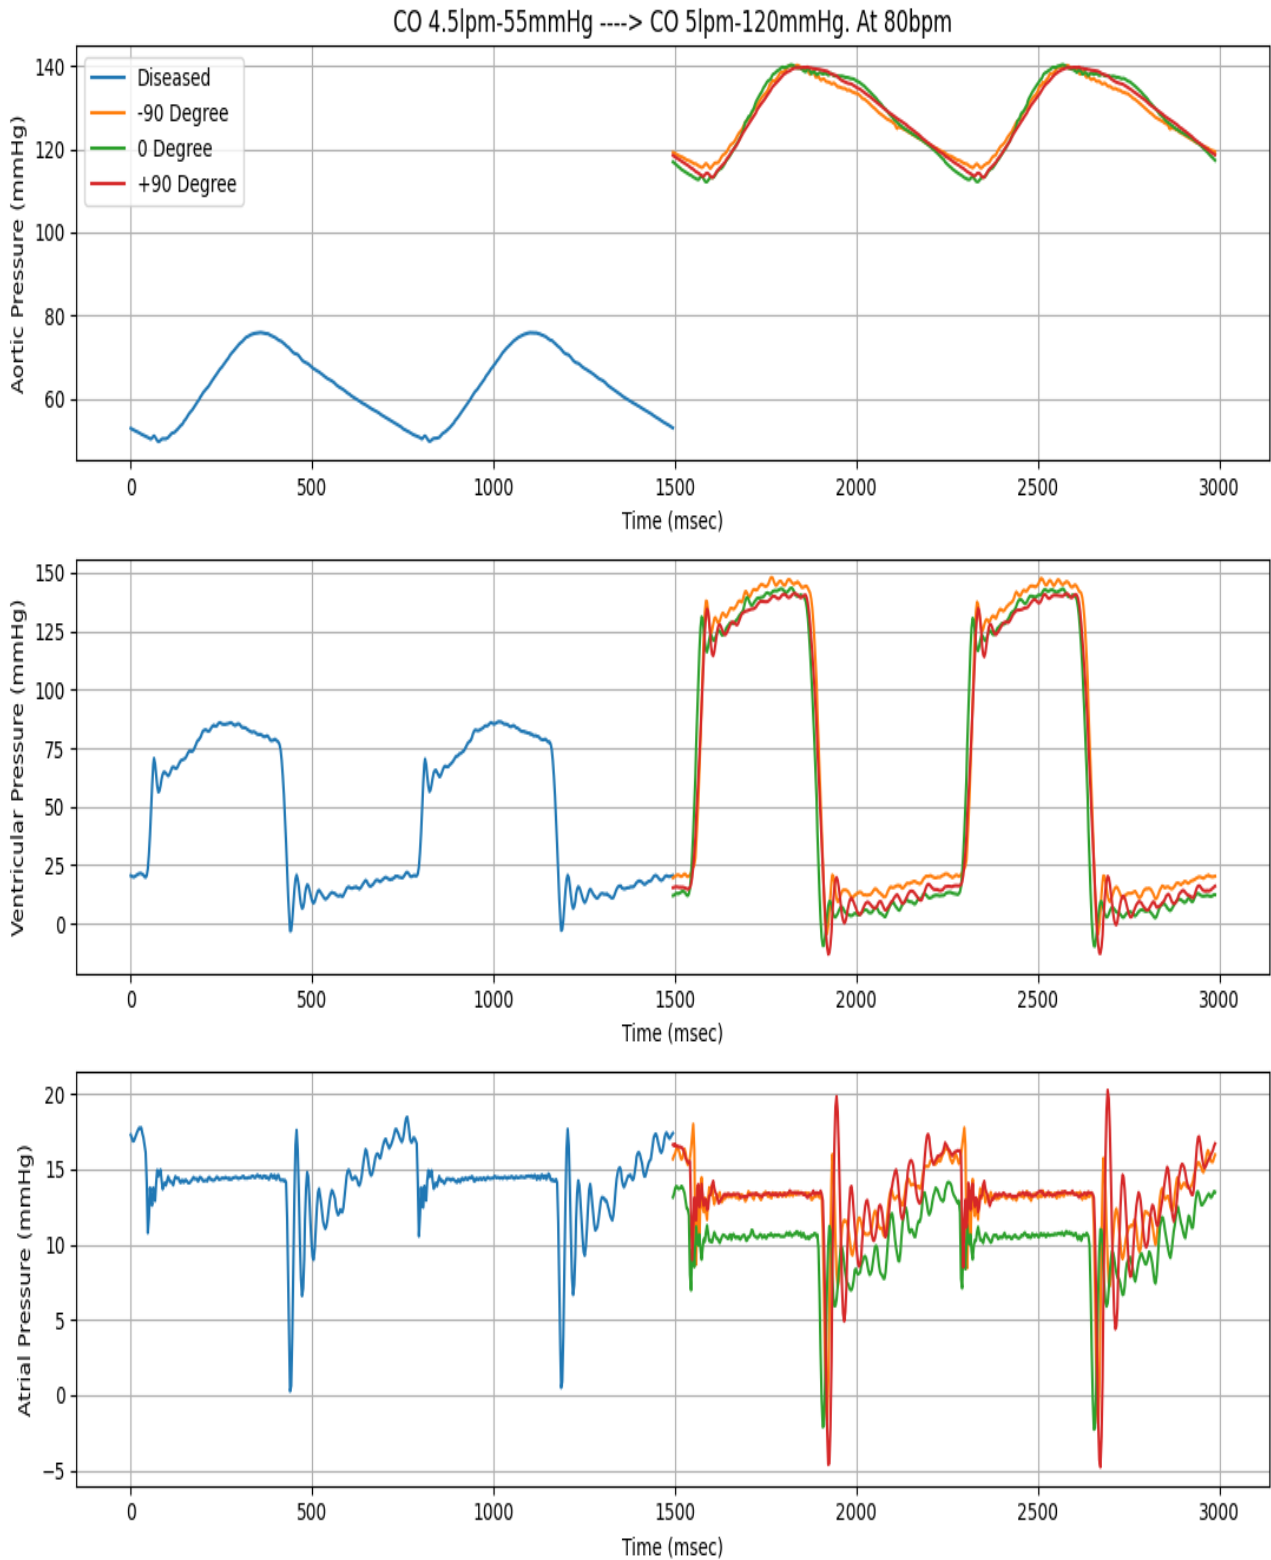 CO 4.5lpm-55mmHg ----> CO 5lpm-120mmHg. At 80bpm
Aortic Pressure (mmHg)
140
120
100
80
60
Diseased
-90 Degree
0 Degree
+90 Degree
0 500 1000 1500 2000 2500 3000
Time (msec)
Ventricular Pressure (mmHg)
150
125
100
75
50
25
0
0 500 1000 1500 2000 2500 3000
Time (msec)
Atrial Pressure (mmHg)
20
15
10
5
0
−5
0 500 1000 1500 2000 2500 3000
Time (msec)